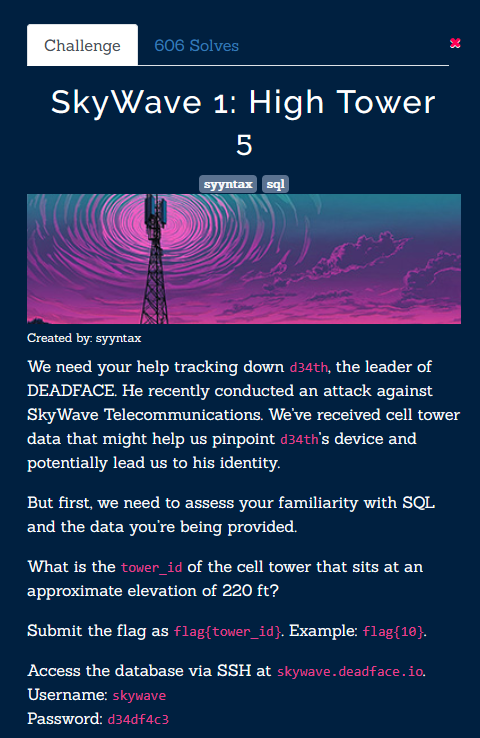 Challenge
606 Solves
SkyWave 1: High Tower
5
syyntax sql
Created by: syyntax
We need your help tracking down d34th, the leader of
DEADFACE. He recently conducted an attack against
SkyWave Telecommunications. We've received cell tower
data that might help us pinpoint d34th's device and
potentially lead us to his identity.
But first, we need to assess your familiarity with SQL
and the data you're being provided.
What is the tower_id of the cell tower that sits at an
approximate elevation of 220 ft?
Submit the flag as flag{tower_id}. Example: flag{10}.
Access the database via SSH at skywave.deadface.io.
Username: skywave
Password: d34df4c3